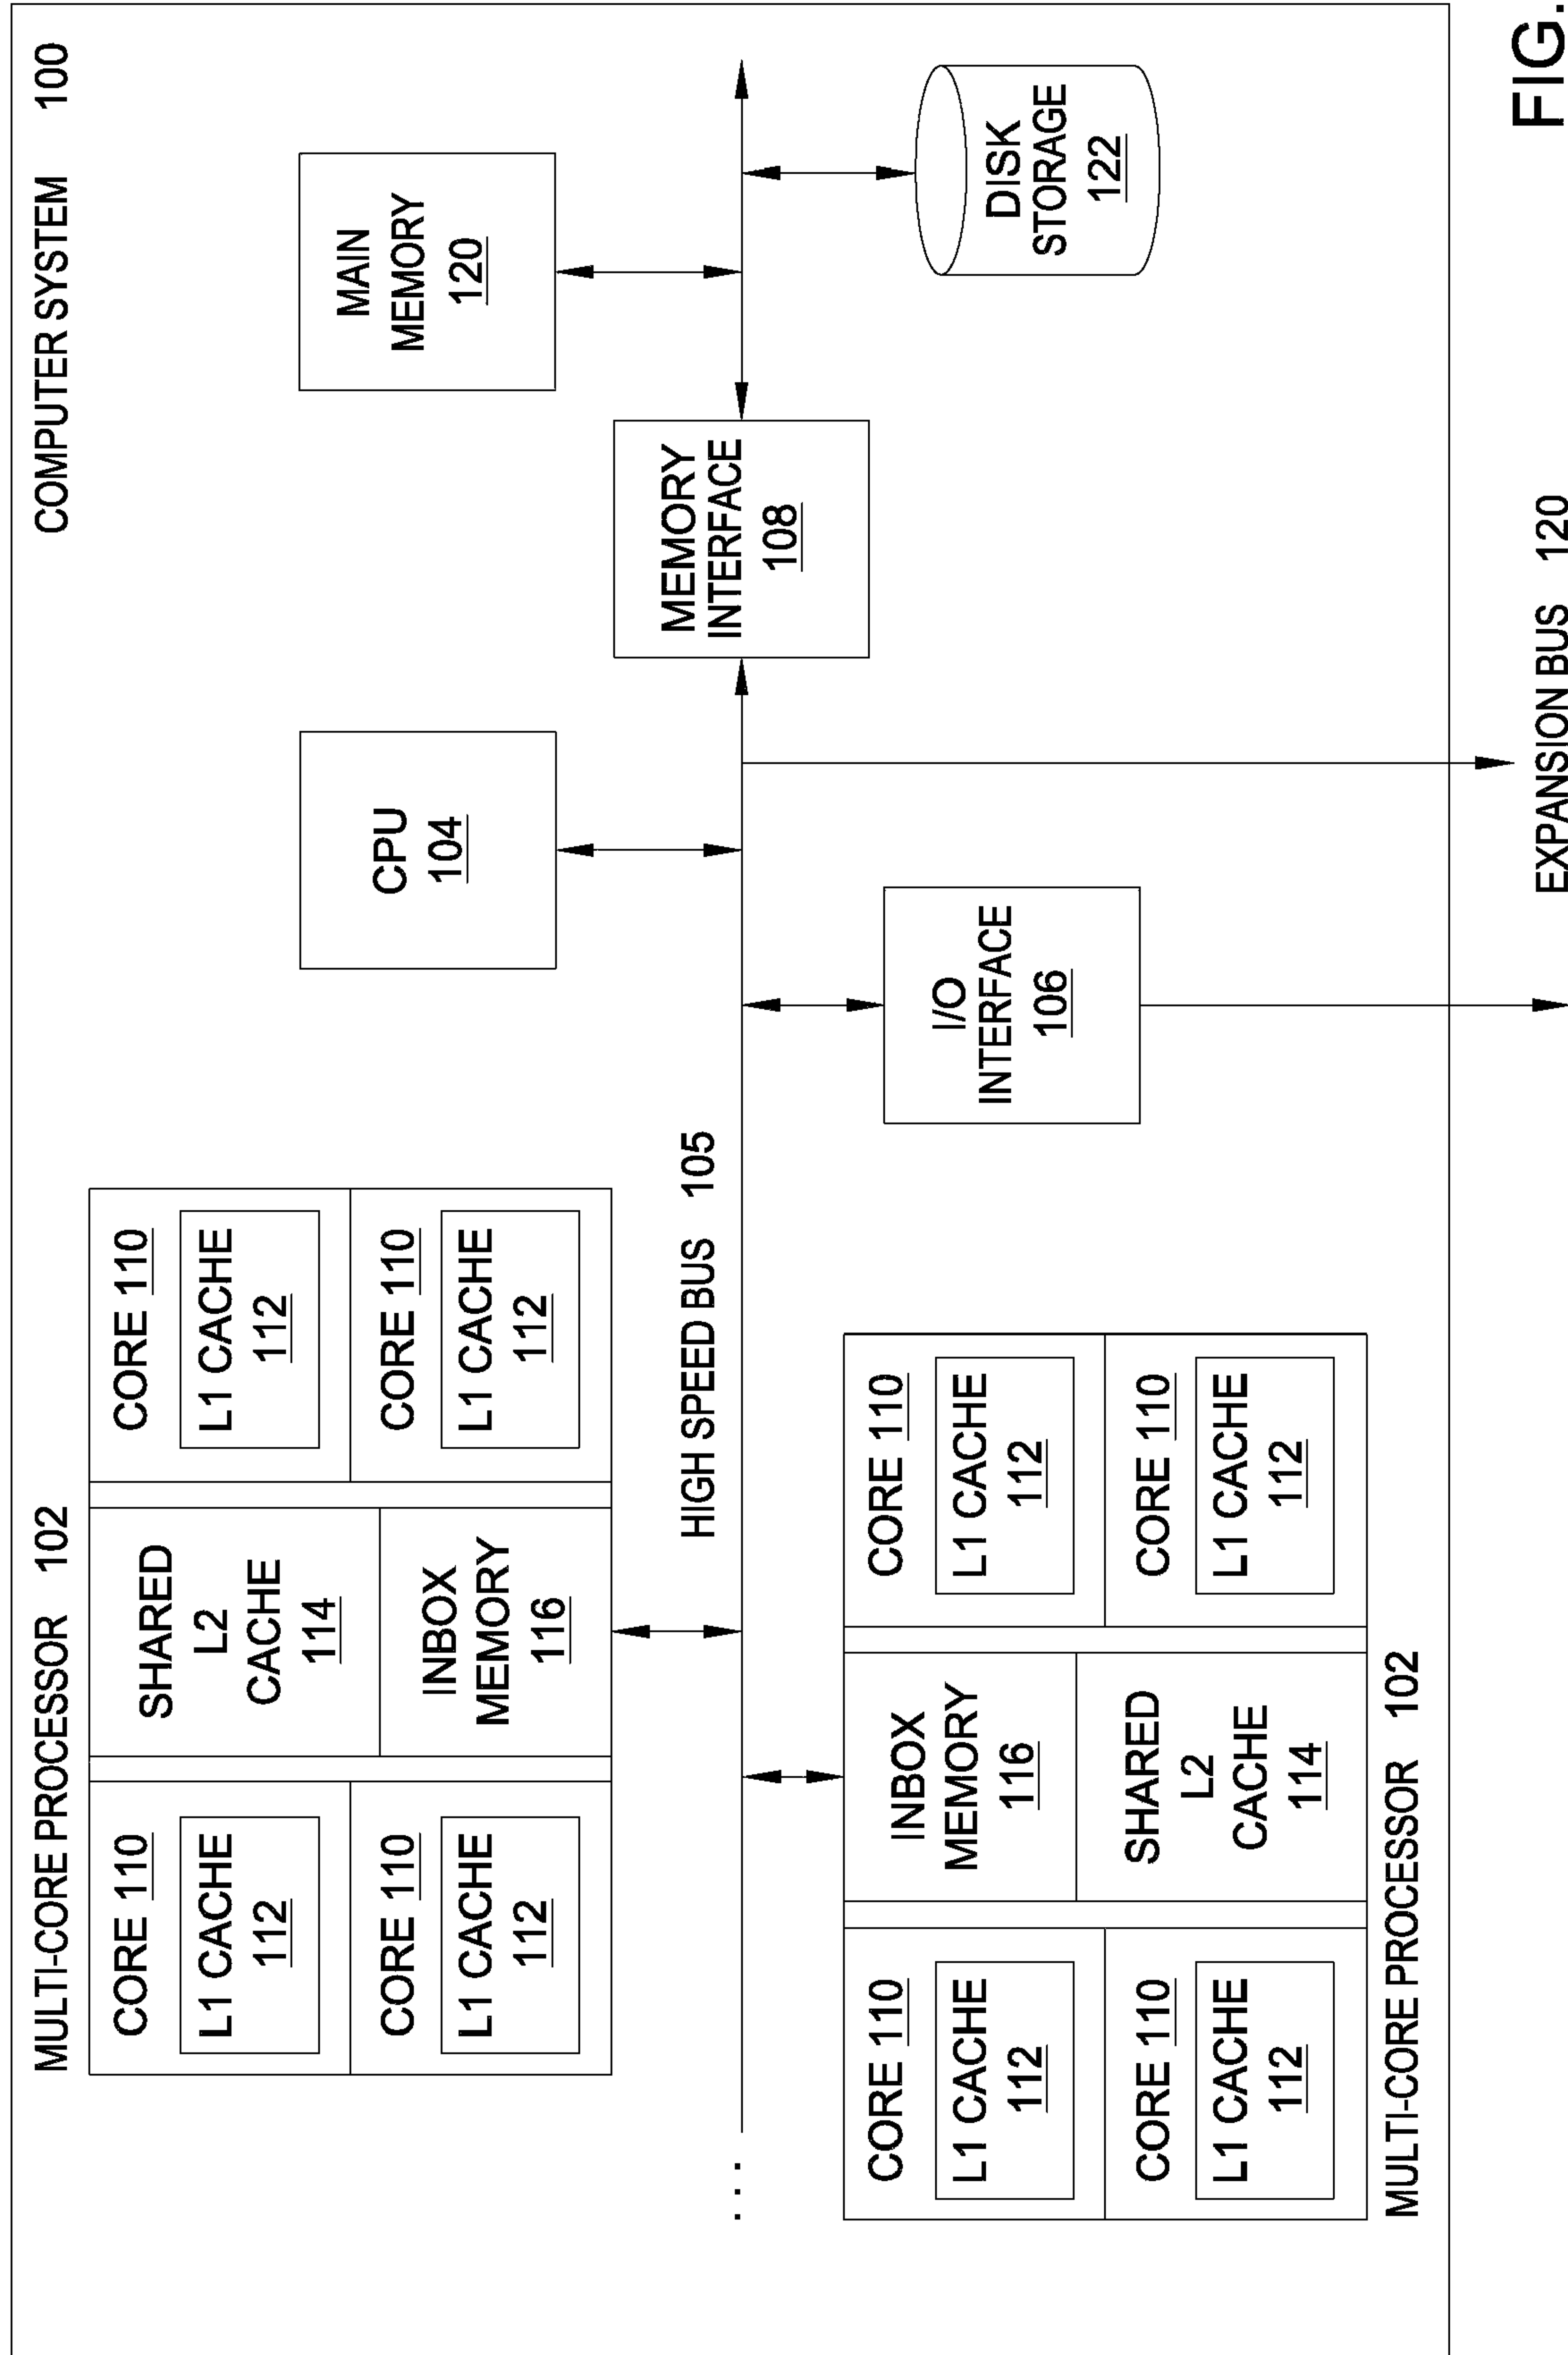 COMPUTER SYSTEM 100
MULTI-CORE PROCESSOR 102
CORE 110
L1 CACHE
112
CORE 110
L1 CACHE
112
SHARED
L2
CACHE
114
INBOX
MEMORY
116
CORE 110
L1 CACHE
112
CORE 110
L1 CACHE
112
CPU
104
MAIN
MEMORY
120
HIGH SPEED BUS 105
. . .
MEMORY
INTERFACE
108
CORE 110
L1 CACHE
112
CORE 110
L1 CACHE
112
INBOX
MEMORY
116
SHARED
L2
CACHE
114
CORE 110
L1 CACHE
112
CORE 110
L1 CACHE
112
MULTI-CORE PROCESSOR 102
I/O
INTERFACE
106
DISK
STORAGE
122
EXPANSION BUS 120
FIG.